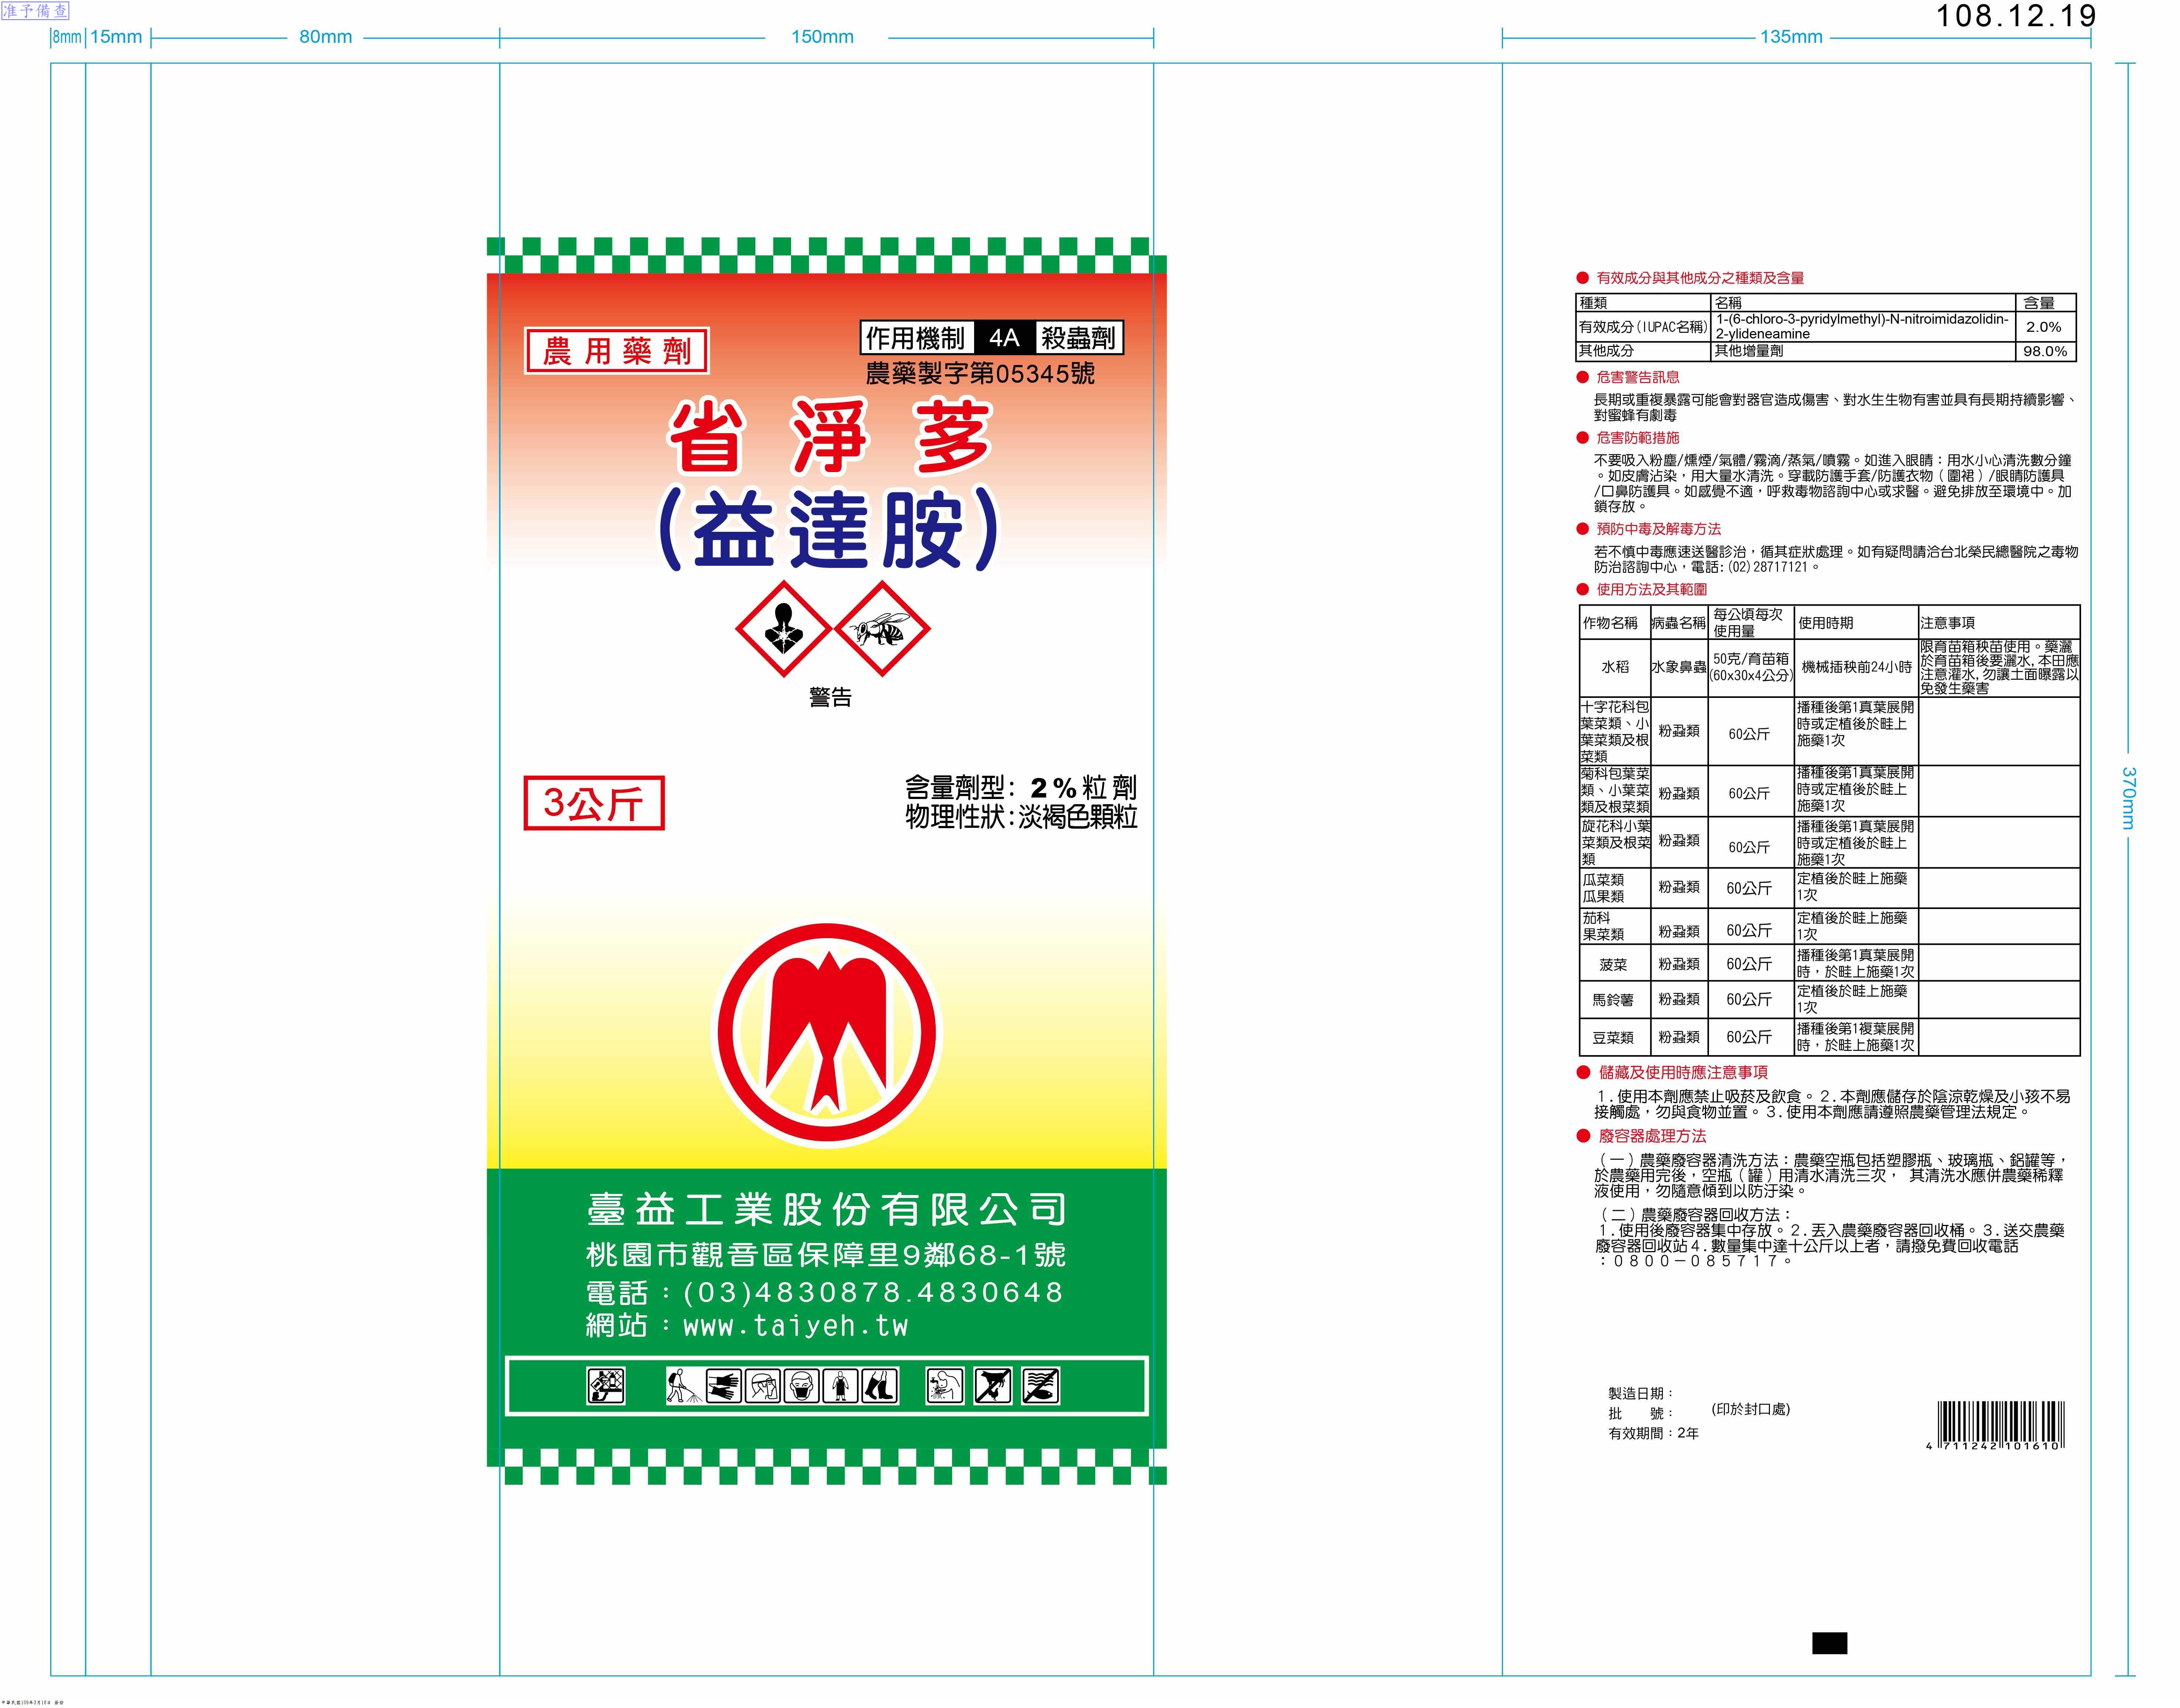 准予備查
108.12.19
8mm
15mm
80mm
150mm
135mm
370mm
農用藥劑
作用機制 4A 殺蟲劑
農藥製字第05345號
省淨蓼
(益達胺)
警告
3公斤
含量劑型: 2%粒劑
物理性狀:淡褐色顆粒
臺益工業股份有限公司
桃園市觀音區保障里9鄰68-1號
電話：(03)4830878.4830648
網站：www.taiyeh.tw
● 有效成分與其他成分之種類及含量
種類 名稱 含量
有效成分(IUPAC名稱) 1-(6-chloro-3-pyridylmethyl)-N-nitroimidazolidin-
2-ylideneamine 2.0%
其他成分 其他增量劑 98.0%
● 危害警告訊息
長期或重複暴露可能會對器官造成傷害、對水生生物有害並具有長期持續影響、
對蜜蜂有劇毒
● 危害防範措施
不要吸入粉塵/燻煙/氣體/霧滴/蒸氣/噴霧。如進入眼睛：用水小心清洗數分鐘
。如皮膚沾染，用大量水清洗。穿載防護手套/防護衣物（圍裙）/眼睛防護具
/口鼻防護具。如感覺不適，呼救毒物諮詢中心或求醫。避免排放至環境中。加
鎖存放。
● 預防中毒及解毒方法
若不慎中毒應速送醫診治，循其症狀處理。如有疑問請洽台北榮民總醫院之毒物
防治諮詢中心，電話:(02)28717121。
● 使用方法及其範圍
作物名稱 病蟲名稱 每公頃每次
使用量 使用時期 注意事項
水稻 水象鼻蟲 50克/育苗箱
(60x30x4公分) 機械插秧前24小時 限育苗箱秧苗使用。藥灑
於育苗箱後要灑水,本田應
注意灌水,勿讓土面曝露以
免發生藥害
十字花科包
葉菜類、小
葉菜類及根
菜類 粉蝨類 60公斤 播種後第1真葉展開
時或定植後於畦上
施藥1次
菊科包葉菜
類、小葉菜
類及根菜類 粉蝨類 60公斤 播種後第1真葉展開
時或定植後於畦上
施藥1次
旋花科小葉
菜類及根菜
類 粉蝨類 60公斤 播種後第1真葉展開
時或定植後於畦上
施藥1次
瓜菜類
瓜果類 粉蝨類 60公斤 定植後於畦上施藥
1次
茄科
果菜類 粉蝨類 60公斤 定植後於畦上施藥
1次
菠菜 粉蝨類 60公斤 播種後第1真葉展開
時，於畦上施藥1次
馬鈴薯 粉蝨類 60公斤 定植後於畦上施藥
1次
豆菜類 粉蝨類 60公斤 播種後第1複葉展開
時，於畦上施藥1次
● 儲藏及使用時應注意事項
1.使用本劑應禁止吸菸及飲食。2.本劑應儲存於陰涼乾燥及小孩不易
接觸處，勿與食物並置。3.使用本劑應請遵照農藥管理法規定。
● 廢容器處理方法
（一）農藥廢容器清洗方法：農藥空瓶包括塑膠瓶、玻璃瓶、鋁罐等，
於農藥用完後，空瓶（罐）用清水清洗三次， 其清洗水應併農藥稀釋
液使用，勿隨意傾到以防汙染。
（二）農藥廢容器回收方法：
1.使用後廢容器集中存放。2.丟入農藥廢容器回收桶。3.送交農藥
廢容器回收站4.數量集中達十公斤以上者，請撥免費回收電話
：0800－085717。
製造日期：
批　　號： (印於封口處)
有效期間：2年
4 711242 101610